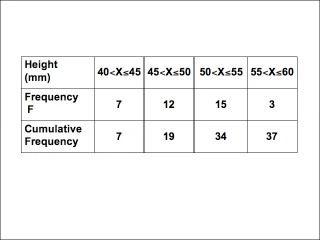 Height (mm) 40<X≤45 45<X≤50 50<X≤55 55<X≤60
Frequency F 7 12 15 3
Cumulative Frequency 7 19 34 37